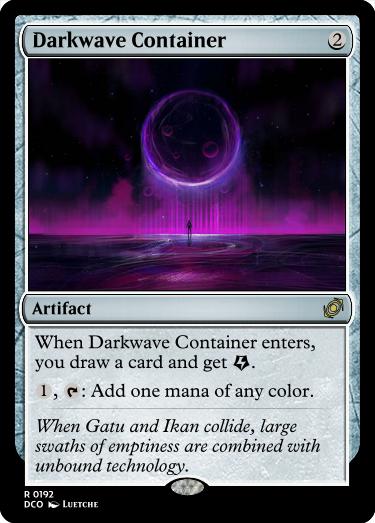 Darkwave Container 2
Artifact
When Darkwave Container enters,
you draw a card and get .
1, : Add one mana of any color.
When Gatu and Ikan collide, large
swaths of emptiness are combined with
unbound technology.
R 0192
DCO LUETCHE